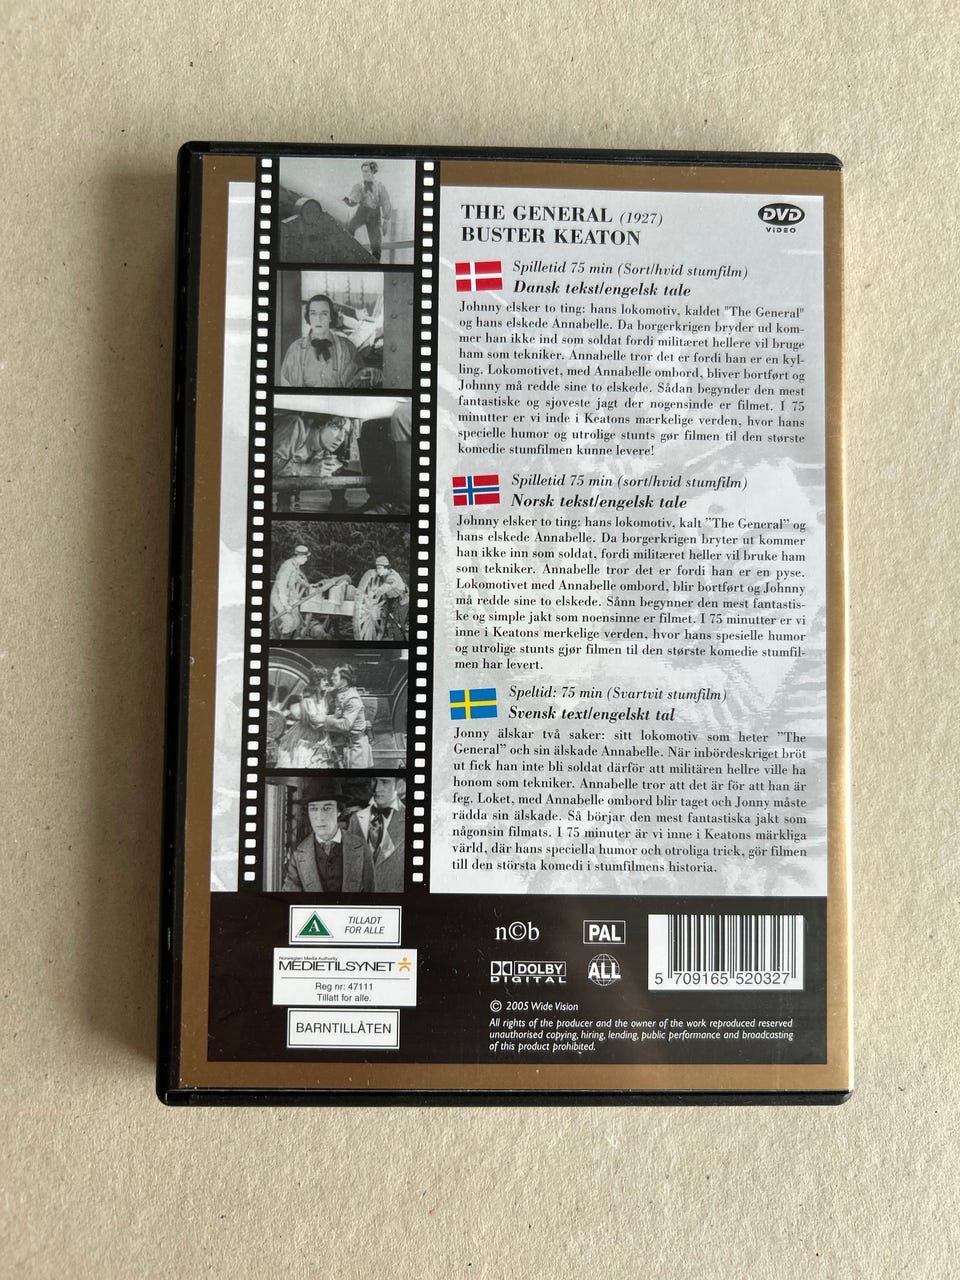 THE GENERAL (1927)
BUSTER KEATON
DVD
VIDEO
Spilletid 75 min (Sort/hvid stumfilm)
Dansk tekst/engelsk tale
Johnny elsker to ting: hans lokomotiv, kaldet "The General"
og hans elskede Annabelle. Da borgerkrigen bryder ud kom-
mer han ikke ind som soldat fordi militæret hellere vil bruge
ham som tekniker. Annabelle tror det er fordi han er en kyl-
ling. Lokomotivet, med Annabelle ombord, bliver bortført og
Johnny må redde sine to elskede. Sådan begynder den mest
fantastiske og sjoveste jagt der nogensinde er filmet. I 75
minutter er vi inde i Keatons mærkelige verden, hvor hans
specielle humor og utrolige stunts gør filmen til den største
komedie stumfilmen kunne levere!
Spilletid 75 min (sort/hvid stumfilm)
Norsk tekst/engelsk tale
Johnny elsker to ting: hans lokomotiv, kalt ”The General” og
hans elskede Annabelle. Da borgerkrigen bryter ut kommer
han ikke inn som soldat, fordi militæret heller vil bruke ham
som tekniker. Annabelle tror det er fordi han er en pyse.
Lokomotivet med Annabelle ombord, blir bortført og Johnny
må redde sine to elskede. Sånn begynner den mest fantastis-
ke og simple jakt som noensinne er filmet. I 75 minutter er vi
inne i Keatons merkelige verden, hvor hans spesielle humor
og utrolige stunts gjør filmen til den største komedie stumfil-
men har levert.
Speltid: 75 min (Svartvit stumfilm)
Svensk text/engelskt tal
Jonny älskar två saker: sitt lokomotiv som heter ”The
General” och sin älskade Annabelle. När inbördeskriget bröt
ut fick han inte bli soldat därför att militären hellre ville ha
honom som tekniker. Annabelle tror att det är för att han är
feg. Loket, med Annabelle ombord blir taget och Jonny måste
rädda sin älskade. Så börjar den mest fantastiska jakt som
någonsin filmats. I 75 minuter är vi inne i Keatons märkliga
värld, där hans speciella humor och otroliga trick, gör filmen
till den största komedi i stumfilmens historia.
A
TILLADT
FOR ALLE
Norwegian Media Authority
MEDIETILSYNET
Reg nr: 47111
Tillatt for alle.
BARNTILLÅTEN
n©b
PAL
DOLBY
DIGITAL
ALL
5 709165 520327
© 2005 Wide Vision
All rights of the producer and the owner of the work reproduced reserved
unauthorised copying, hiring, lending, public performance and broadcasting
of this product prohibited.